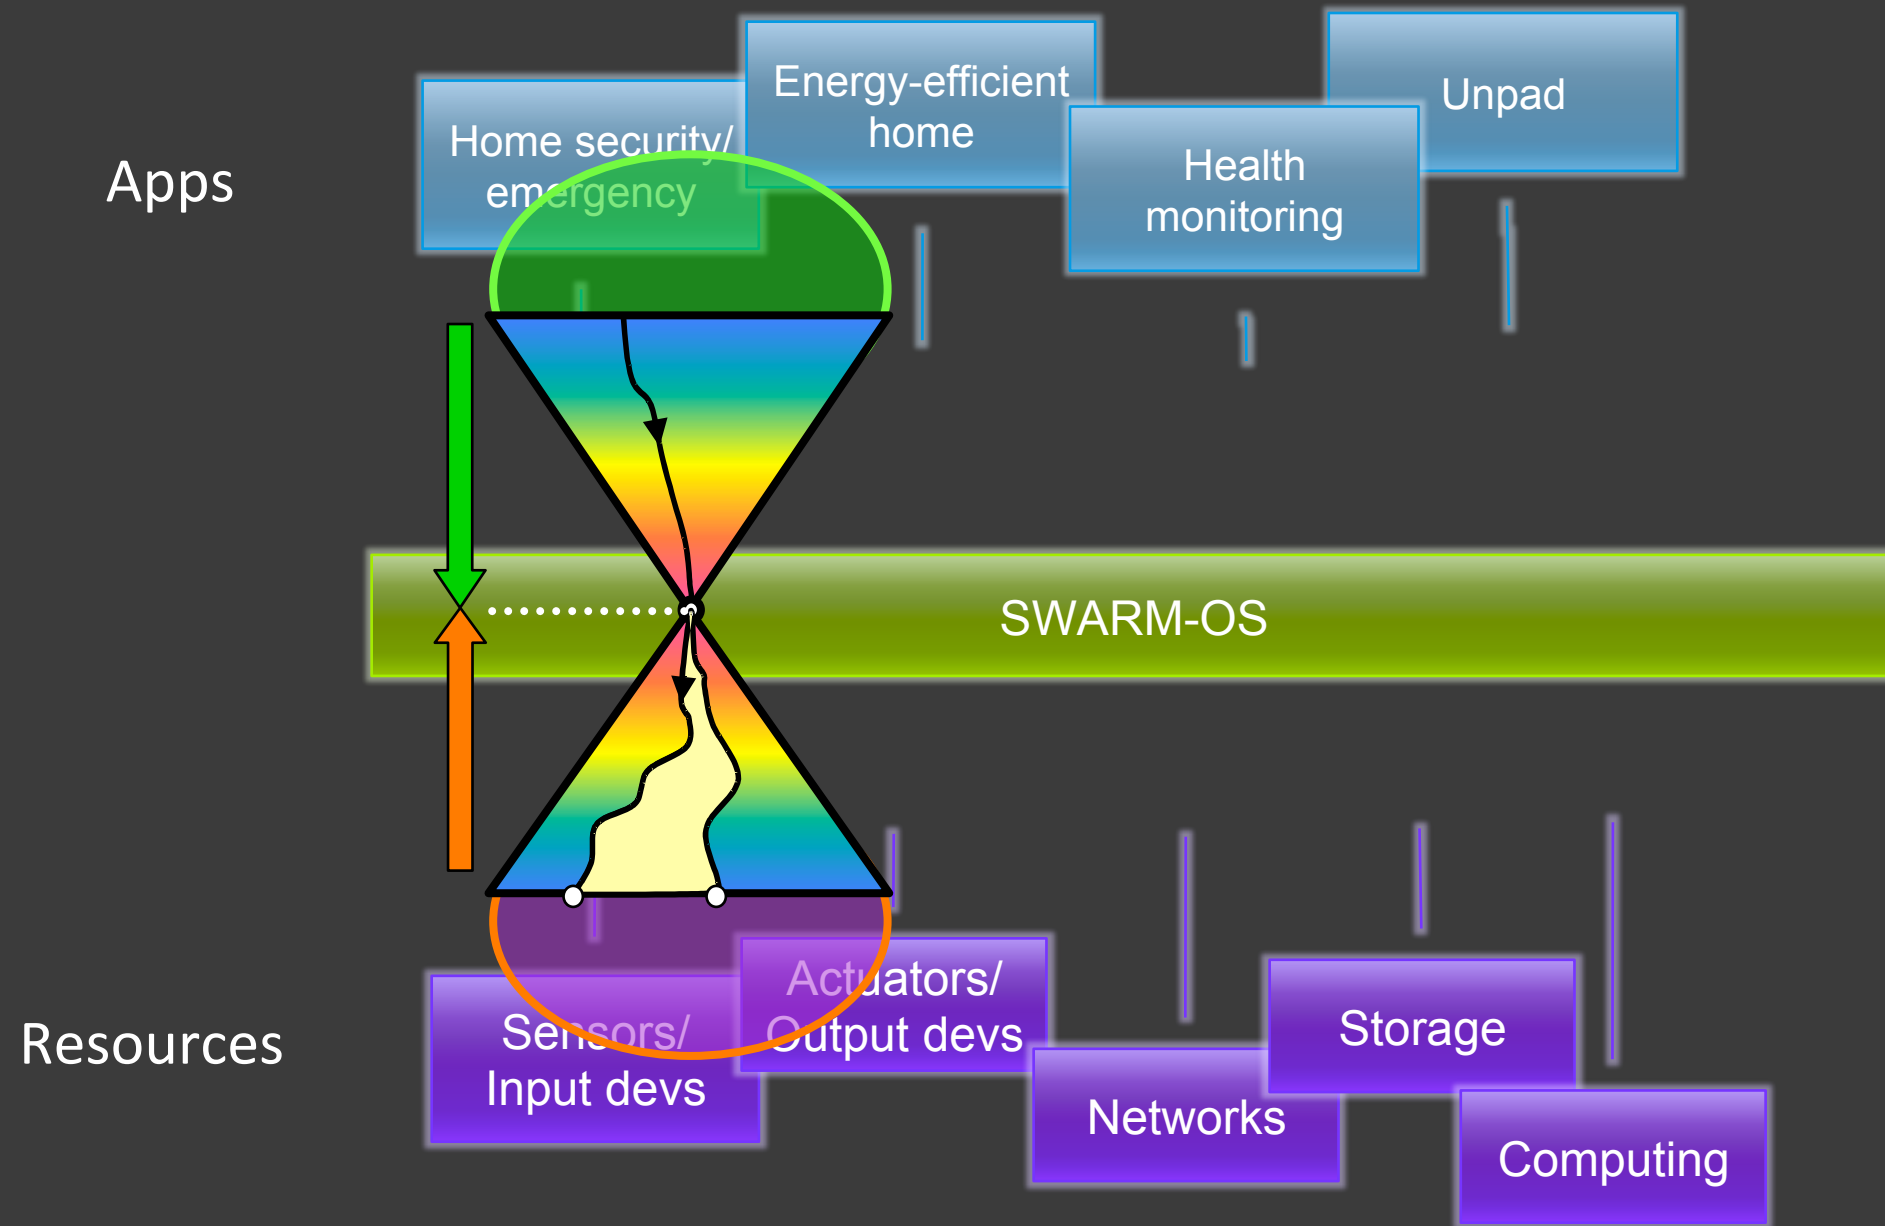 Apps
Home security/
emergency
Energy-efficient
home
Health
monitoring
Unpad
SWARM-OS
Resources
Sensors/
Input devs
Actuators/
Output devs
Networks
Storage
Computing